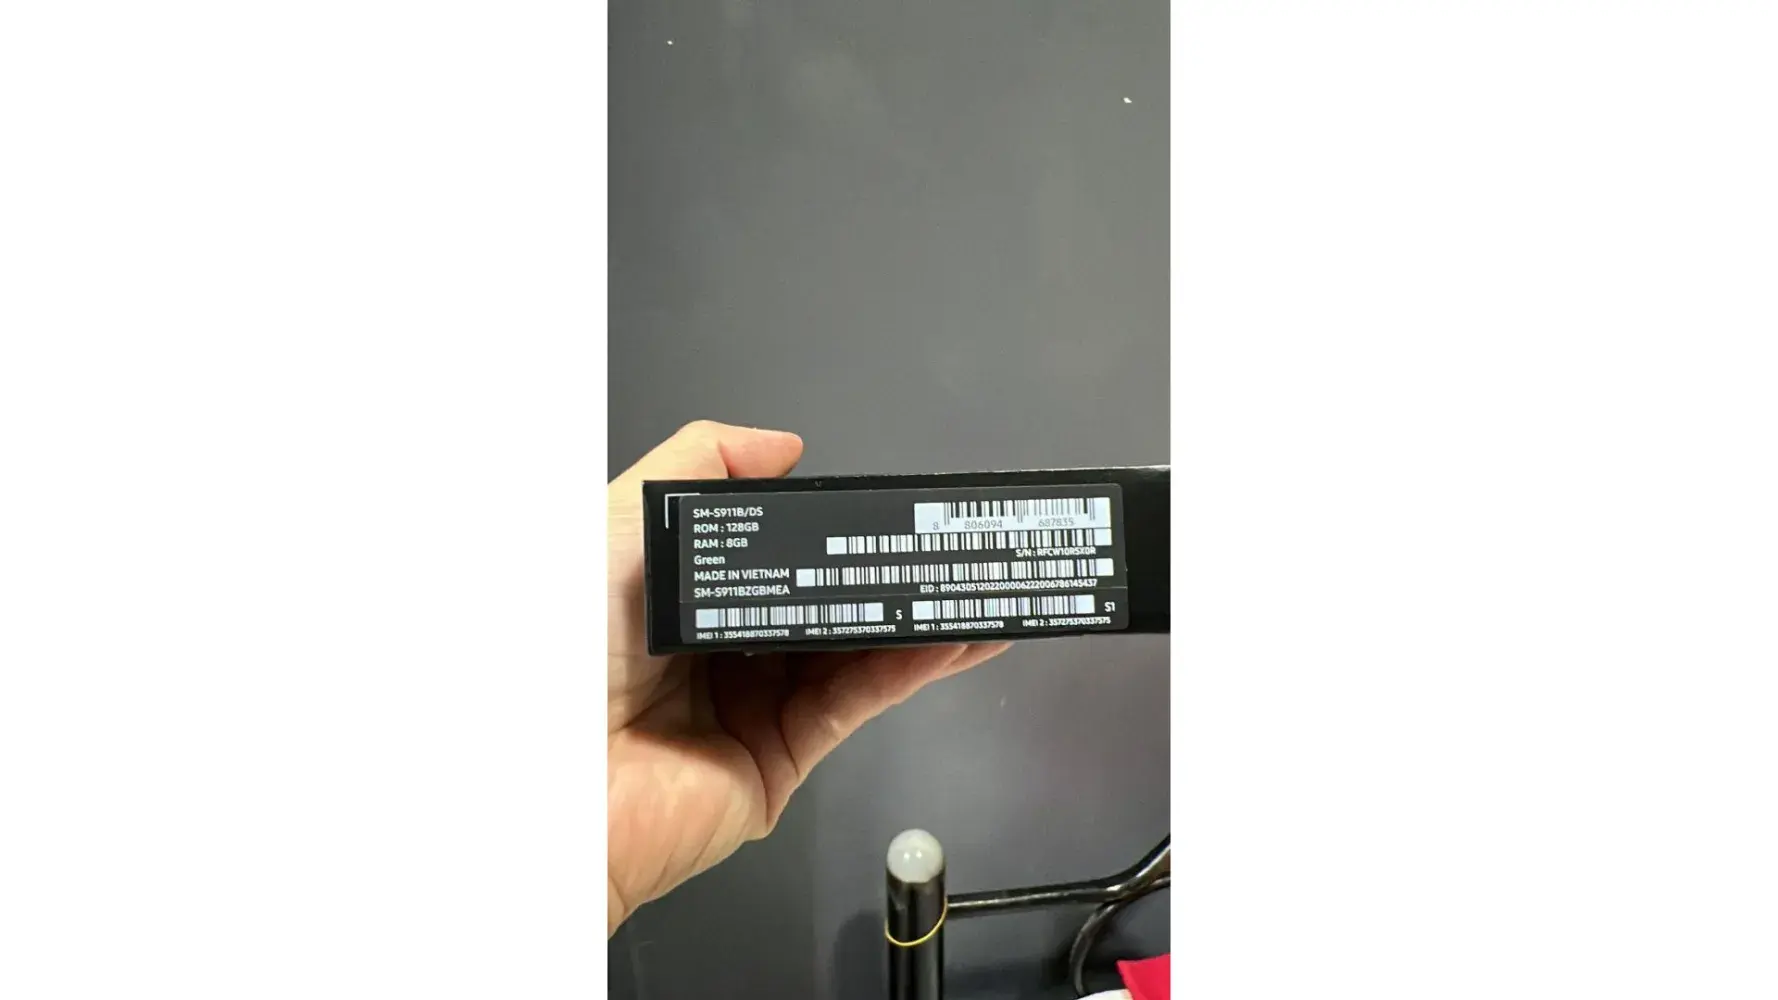 SM-S911B/DS
ROM : 128GB
RAM : 8GB
Green
MADE IN VIETNAM
SM-S911BZGBMEA
8 806094 687835
S/N : RFCW10R5X0R
EID : 89043051202200006222006786145437
S
S1
IMEI 1 : 355418870337578 IMEI 2 : 357275370337575
IMEI 1 : 355418870337578 IMEI 2 : 357275370337575